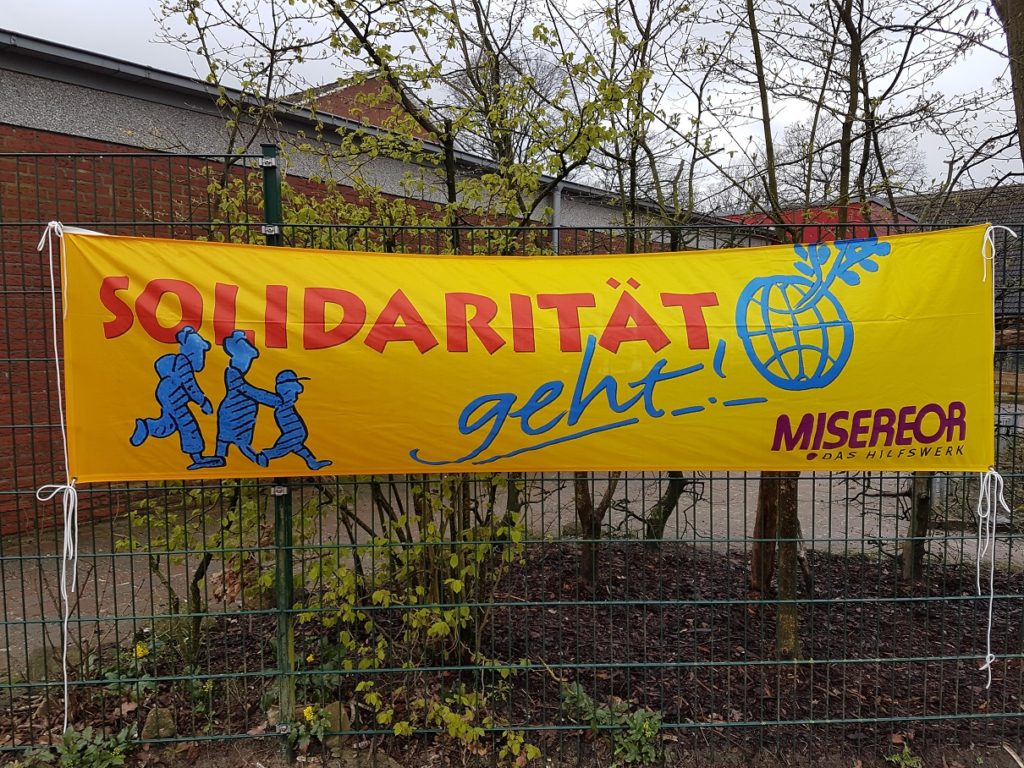 SOLIDARITÄT
geht!
MISEREOR
DAS HILFSWERK